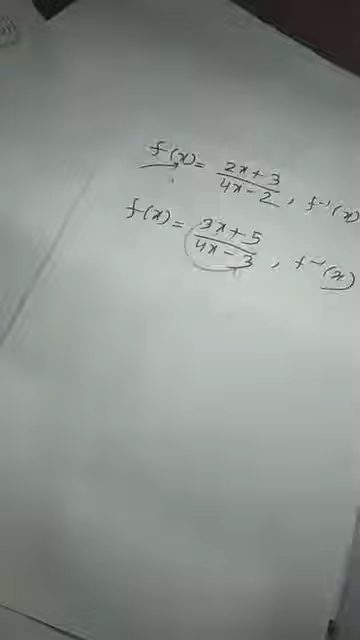 f(x) = (2x+3)/(4x-2), f⁻¹(x)
f(x) = (3x+5)/(4x-3), f⁻¹(x)